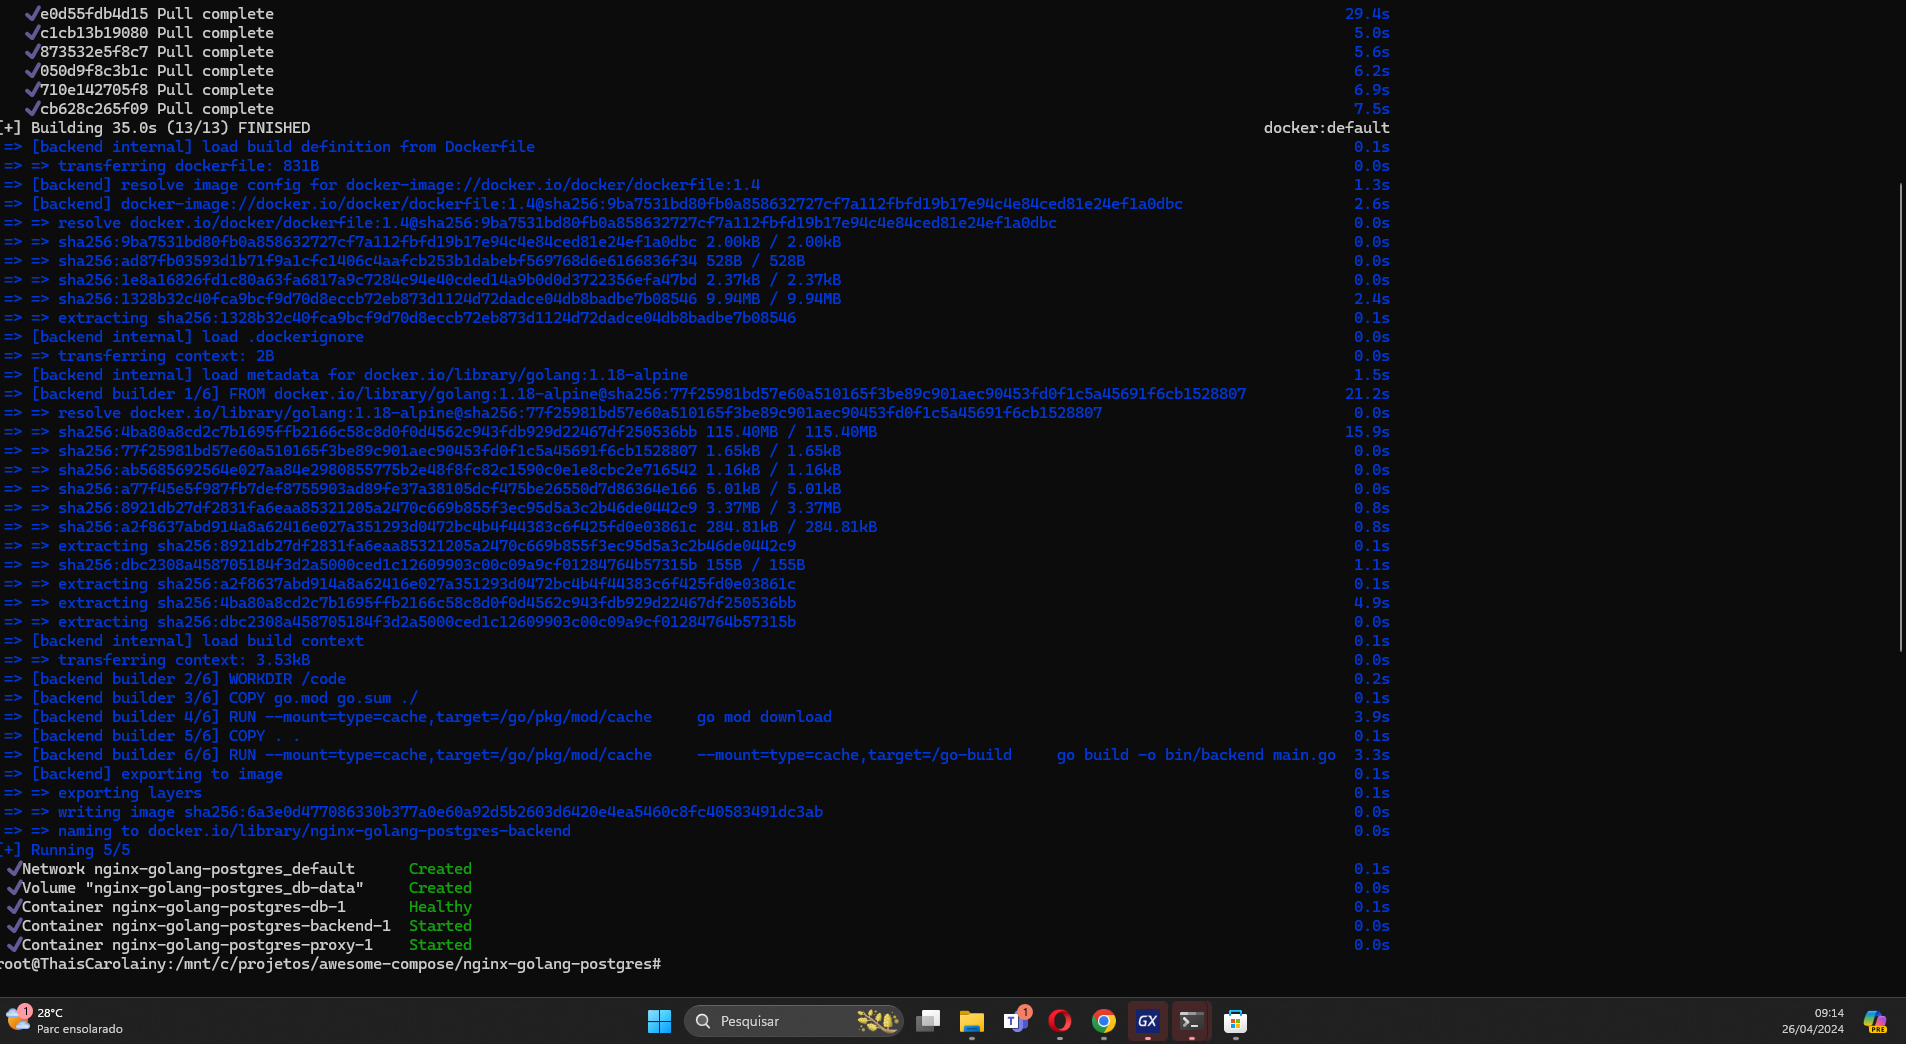 ✔e0d55fdb4d15 Pull complete 29.4s
✔c1cb13b19080 Pull complete 5.0s
✔873532e5f8c7 Pull complete 5.6s
✔050d9f8c3b1c Pull complete 6.2s
✔710e142705f8 Pull complete 6.9s
✔cb628c265f09 Pull complete 7.5s
[+] Building 35.0s (13/13) FINISHED docker:default
=> [backend internal] load build definition from Dockerfile 0.1s
=> => transferring dockerfile: 831B 0.0s
=> [backend] resolve image config for docker-image://docker.io/docker/dockerfile:1.4 1.3s
=> [backend] docker-image://docker.io/docker/dockerfile:1.4@sha256:9ba7531bd80fb0a858632727cf7a112fbfd19b17e94c4e84ced81e24ef1a0dbc 2.6s
=> => resolve docker.io/docker/dockerfile:1.4@sha256:9ba7531bd80fb0a858632727cf7a112fbfd19b17e94c4e84ced81e24ef1a0dbc 0.0s
=> => sha256:9ba7531bd80fb0a858632727cf7a112fbfd19b17e94c4e84ced81e24ef1a0dbc 2.00kB / 2.00kB 0.0s
=> => sha256:ad87fb03593d1b71f9a1cfc1406c4aafcb253b1dabebf569768d6e6166836f34 528B / 528B 0.0s
=> => sha256:1e8a16826fd1c80a63fa6817a9c7284c94e40cded14a9b0d0d3722356efa47bd 2.37kB / 2.37kB 0.0s
=> => sha256:1328b32c40fca9bcf9d70d8eccb72eb873d1124d72dadce04db8badbe7b08546 9.94MB / 9.94MB 2.4s
=> => extracting sha256:1328b32c40fca9bcf9d70d8eccb72eb873d1124d72dadce04db8badbe7b08546 0.1s
=> [backend internal] load .dockerignore 0.0s
=> => transferring context: 2B 0.0s
=> [backend internal] load metadata for docker.io/library/golang:1.18-alpine 1.5s
=> [backend builder 1/6] FROM docker.io/library/golang:1.18-alpine@sha256:77f25981bd57e60a510165f3be89c901aec90453fd0f1c5a45691f6cb1528807 21.2s
=> => resolve docker.io/library/golang:1.18-alpine@sha256:77f25981bd57e60a510165f3be89c901aec90453fd0f1c5a45691f6cb1528807 0.0s
=> => sha256:4ba80a8cd2c7b1695ffb2166c58c8d0f0d4562c943fdb929d22467df250536bb 115.40MB / 115.40MB 15.9s
=> => sha256:77f25981bd57e60a510165f3be89c901aec90453fd0f1c5a45691f6cb1528807 1.65kB / 1.65kB 0.0s
=> => sha256:ab5685692564e027aa84e2980855775b2e48f8fc82c1590c0e1e8cbc2e716542 1.16kB / 1.16kB 0.0s
=> => sha256:a77f45e5f987fb7def8755903ad89fe37a38105dcf475be26550d7d86364e166 5.01kB / 5.01kB 0.0s
=> => sha256:8921db27df2831fa6eaa85321205a2470c669b855f3ec95d5a3c2b46de0442c9 3.37MB / 3.37MB 0.8s
=> => sha256:a2f8637abd914a8a62416e027a351293d0472bc4b4f44383c6f425fd0e03861c 284.81kB / 284.81kB 0.8s
=> => extracting sha256:8921db27df2831fa6eaa85321205a2470c669b855f3ec95d5a3c2b46de0442c9 0.1s
=> => sha256:dbc2308a458705184f3d2a5000ced1c12609903c00c09a9cf01284764b57315b 155B / 155B 1.1s
=> => extracting sha256:a2f8637abd914a8a62416e027a351293d0472bc4b4f44383c6f425fd0e03861c 0.1s
=> => extracting sha256:4ba80a8cd2c7b1695ffb2166c58c8d0f0d4562c943fdb929d22467df250536bb 4.9s
=> => extracting sha256:dbc2308a458705184f3d2a5000ced1c12609903c00c09a9cf01284764b57315b 0.0s
=> [backend internal] load build context 0.1s
=> => transferring context: 3.53kB 0.0s
=> [backend builder 2/6] WORKDIR /code 0.2s
=> [backend builder 3/6] COPY go.mod go.sum ./ 0.1s
=> [backend builder 4/6] RUN --mount=type=cache,target=/go/pkg/mod/cache go mod download 3.9s
=> [backend builder 5/6] COPY . . 0.1s
=> [backend builder 6/6] RUN --mount=type=cache,target=/go/pkg/mod/cache --mount=type=cache,target=/go-build go build -o bin/backend main.go 3.3s
=> [backend] exporting to image 0.1s
=> => exporting layers 0.1s
=> => writing image sha256:6a3e0d477086330b377a0e60a92d5b2603d6420e4ea5460c8fc40583491dc3ab 0.0s
=> => naming to docker.io/library/nginx-golang-postgres-backend 0.0s
[+] Running 5/5
✔Network nginx-golang-postgres_default Created 0.1s
✔Volume "nginx-golang-postgres_db-data" Created 0.0s
✔Container nginx-golang-postgres-db-1 Healthy 0.1s
✔Container nginx-golang-postgres-backend-1 Started 0.0s
✔Container nginx-golang-postgres-proxy-1 Started 0.0s
root@ThaisCarolainy:/mnt/c/projetos/awesome-compose/nginx-golang-postgres#
1
28°C
Parc ensolarado
Pesquisar
T
1
GX
09:14
26/04/2024
PRE